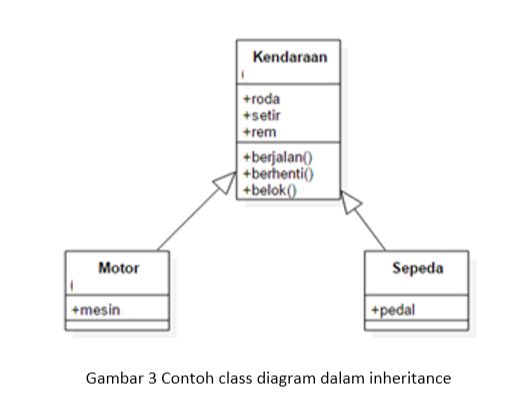 Kendaraan
+roda
+setir
+rem
+berjalan()
+berhenti()
+belok()
Motor
+mesin
Sepeda
+pedal
Gambar 3 Contoh class diagram dalam inheritance